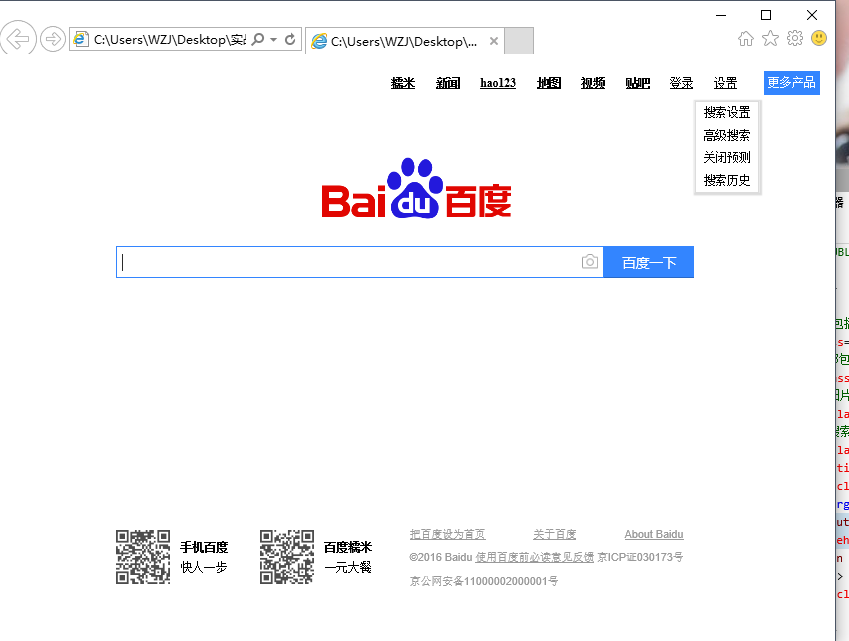 C:\Users\WZJ\Desktop\实
C:\Users\WZJ\Desktop\...
糯米 新闻 hao123 地图 视频 贴吧 登录 设置 更多产品
搜索设置
高级搜索
关闭预测
搜索历史
Bai du 百度
百度一下
手机百度
快人一步
百度糯米
一元大餐
把百度设为首页 关于百度 About Baidu
©2016 Baidu 使用百度前必读意见反馈 京ICP证030173号
京公网安备11000002000001号